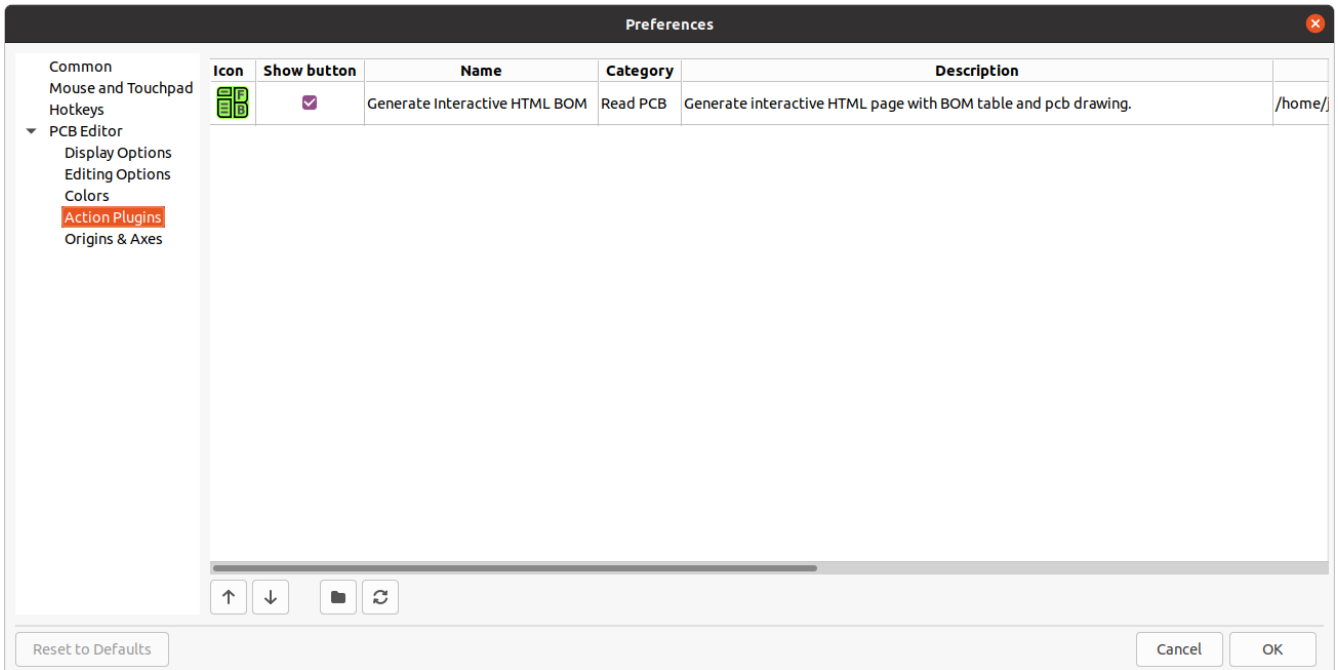 Preferences
Common
Mouse and Touchpad
Hotkeys
PCB Editor
Display Options
Editing Options
Colors
Action Plugins
Origins & Axes
Icon Show button Name Category Description
F
B
Generate Interactive HTML BOM Read PCB Generate interactive HTML page with BOM table and pcb drawing. /home/j
Reset to Defaults Cancel OK